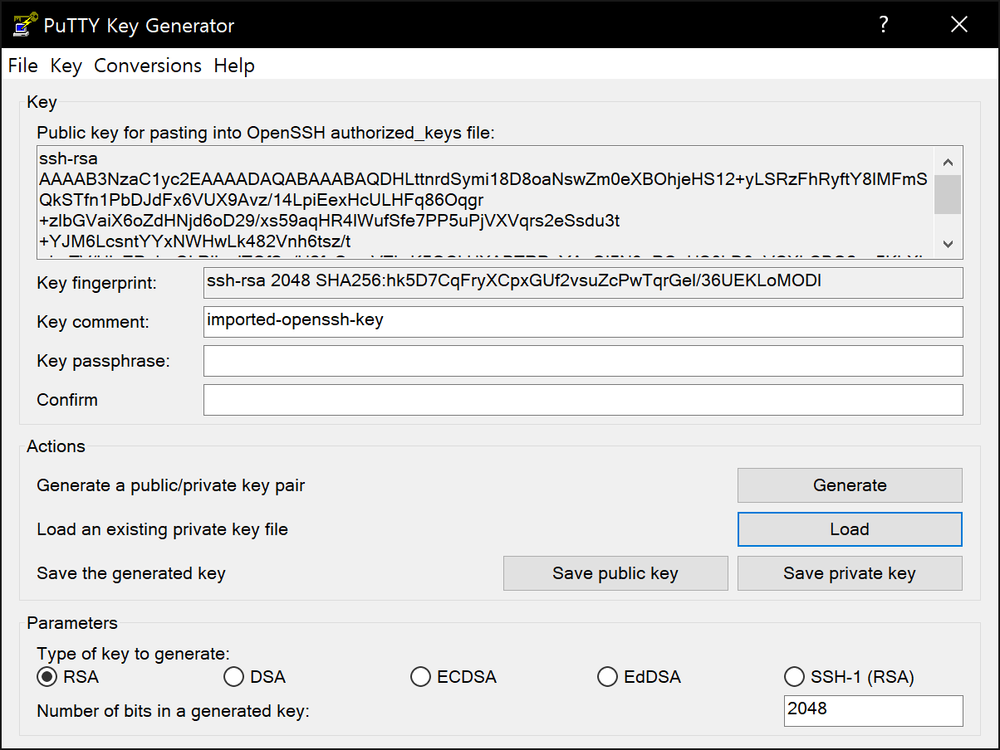 PuTTY Key Generator
?
File Key Conversions Help
Key
Public key for pasting into OpenSSH authorized_keys file:
ssh-rsa
AAAAB3NzaC1yc2EAAAADAQABAAABAQDHLttnrdSymi18D8oaNswZm0eXBOhjeHS12+yLSRzFhRyftY8IMFmS
QkSTfn1PbDJdFx6VUX9Avz/14LpiEexHcULHFq86Oqgr
+zlbGVaiX6oZdHNjd6oD29/xs59aqHR4lWufSfe7PP5uPjVXVqrs2eSsdu3t
+YJM6LcsntYYxNWHwLk482Vnh6tsz/t
Key fingerprint:
ssh-rsa 2048 SHA256:hk5D7CqFryXCpxGUf2vsuZcPwTqrGel/36UEKLoMODI
Key comment:
imported-openssh-key
Key passphrase:
Confirm
Actions
Generate a public/private key pair
Generate
Load an existing private key file
Load
Save the generated key
Save public key
Save private key
Parameters
Type of key to generate:
RSA DSA ECDSA EdDSA SSH-1 (RSA)
Number of bits in a generated key:
2048